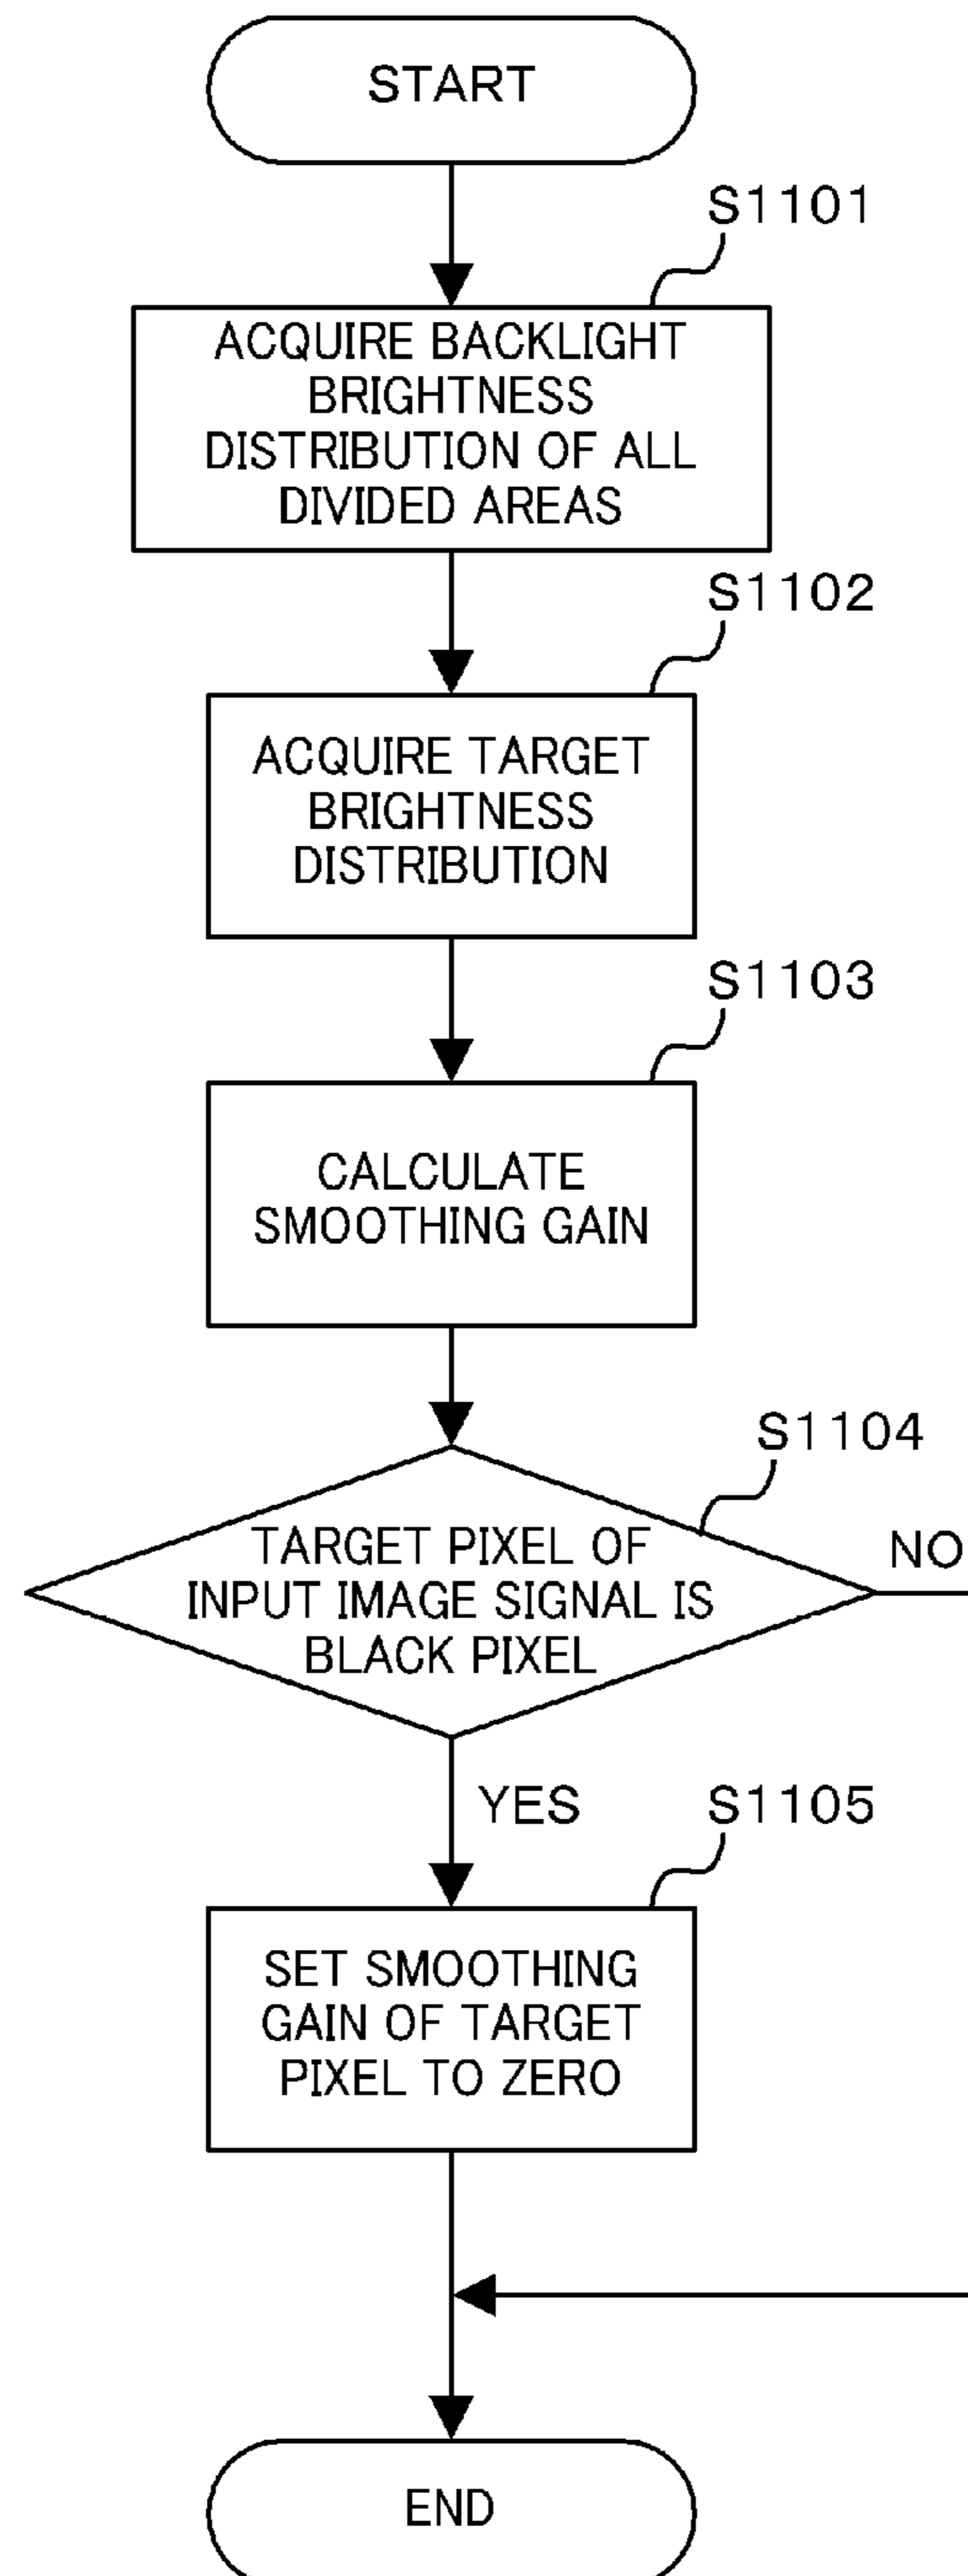 START
S1101
ACQUIRE BACKLIGHT
BRIGHTNESS
DISTRIBUTION OF ALL
DIVIDED AREAS
S1102
ACQUIRE TARGET
BRIGHTNESS
DISTRIBUTION
S1103
CALCULATE
SMOOTHING GAIN
S1104
TARGET PIXEL OF
INPUT IMAGE SIGNAL IS
BLACK PIXEL
NO
YES
S1105
SET SMOOTHING
GAIN OF TARGET
PIXEL TO ZERO
END